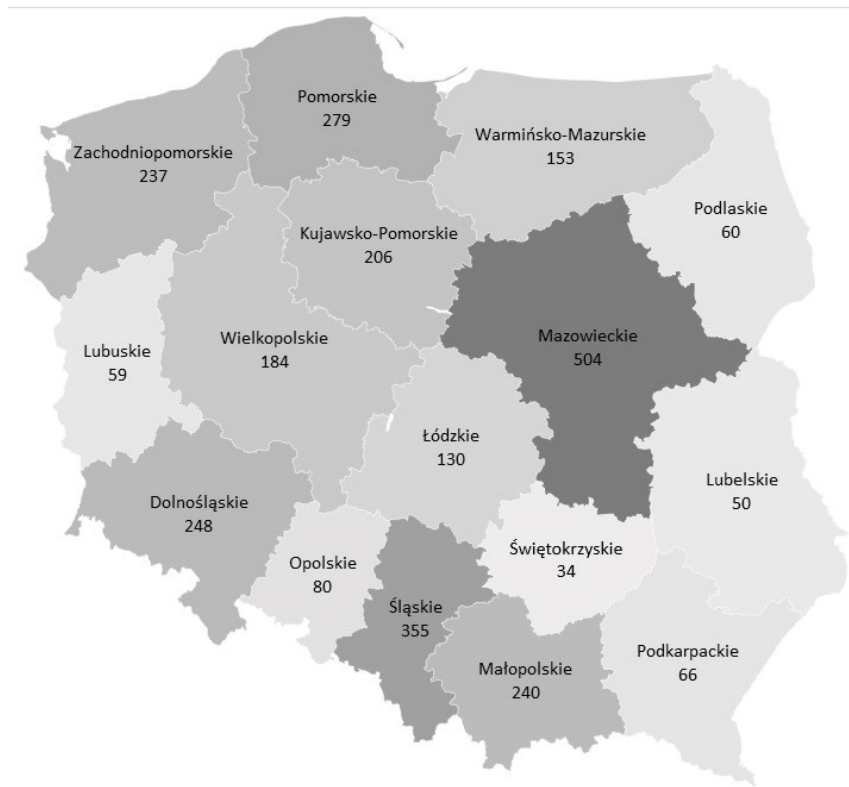 Pomorskie
279
Warmińsko-Mazurskie
153
Zachodniopomorskie
237
Podlaskie
60
Kujawsko-Pomorskie
206
Mazowieckie
504
Wielkopolskie
184
Lubuskie
59
Łódzkie
130
Lubelskie
50
Dolnośląskie
248
Świętokrzyskie
34
Opolskie
80
Śląskie
355
Podkarpackie
66
Małopolskie
240